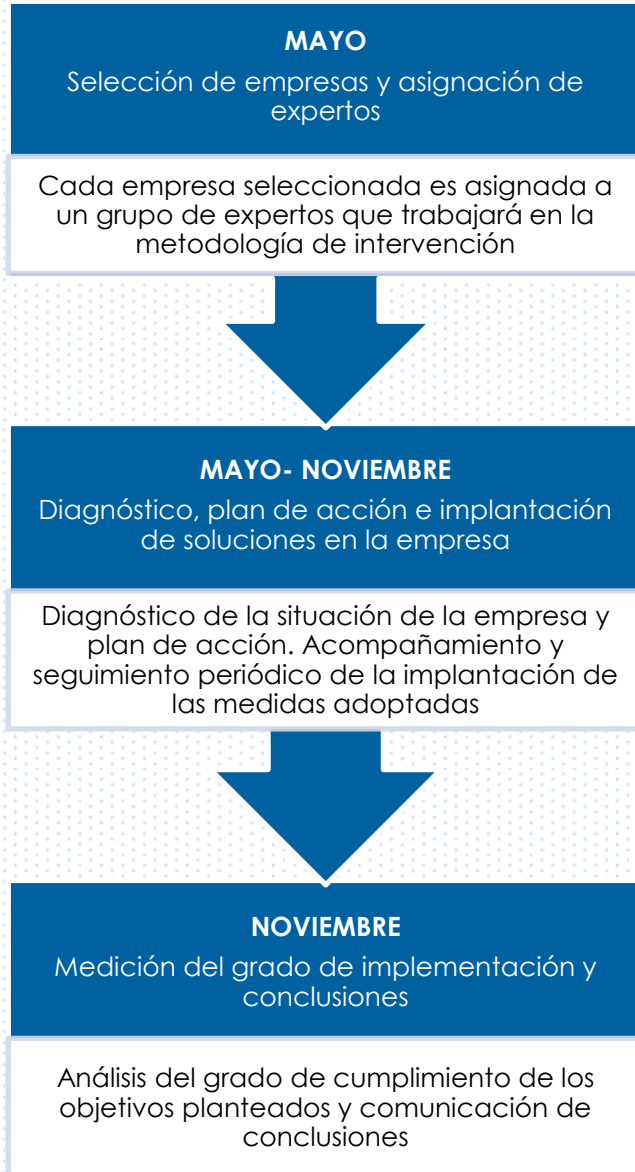 MAYO
Selección de empresas y asignación de
expertos
Cada empresa seleccionada es asignada a
un grupo de expertos que trabajará en la
metodología de intervención
MAYO- NOVIEMBRE
Diagnóstico, plan de acción e implantación
de soluciones en la empresa
Diagnóstico de la situación de la empresa y
plan de acción. Acompañamiento y
seguimiento periódico de la implantación de
las medidas adoptadas
NOVIEMBRE
Medición del grado de implementación y
conclusiones
Análisis del grado de cumplimiento de los
objetivos planteados y comunicación de
conclusiones